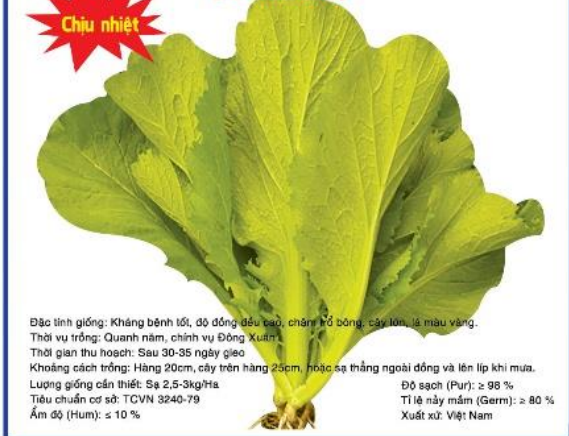 Chịu nhiệt
Đặc tính giống: Kháng bệnh tốt, độ đồng đều cao, chậm trổ bông, cây lớn, lá màu vàng.
Thời vụ trồng: Quanh năm, chính vụ Đông Xuân
Thời gian thu hoạch: Sau 30-35 ngày gieo
Khoảng cách trồng: Hàng 20cm, cây trên hàng 25cm, hoặc sạ thẳng ngoài đồng và lên líp khi mưa.
Lượng giống cần thiết: Sạ 2,5-3kg/Ha
Độ sạch (Pur): ≥ 98 %
Tiêu chuẩn cơ sở: TCVN 3240-79
Tỉ lệ nảy mầm (Germ): ≥ 80 %
Ẩm độ (Hum): ≤ 10 %
Xuất xứ: Việt Nam